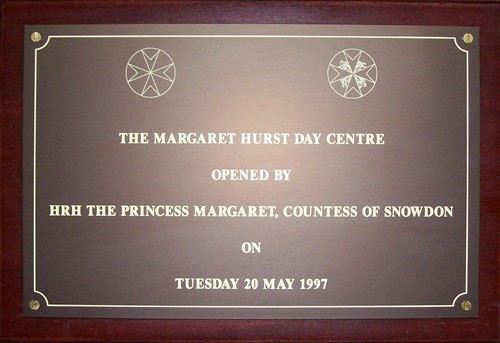 THE MARGARET HURST DAY CENTRE
OPENED BY
HRH THE PRINCESS MARGARET, COUNTESS OF SNOWDON
ON
TUESDAY 20 MAY 1997